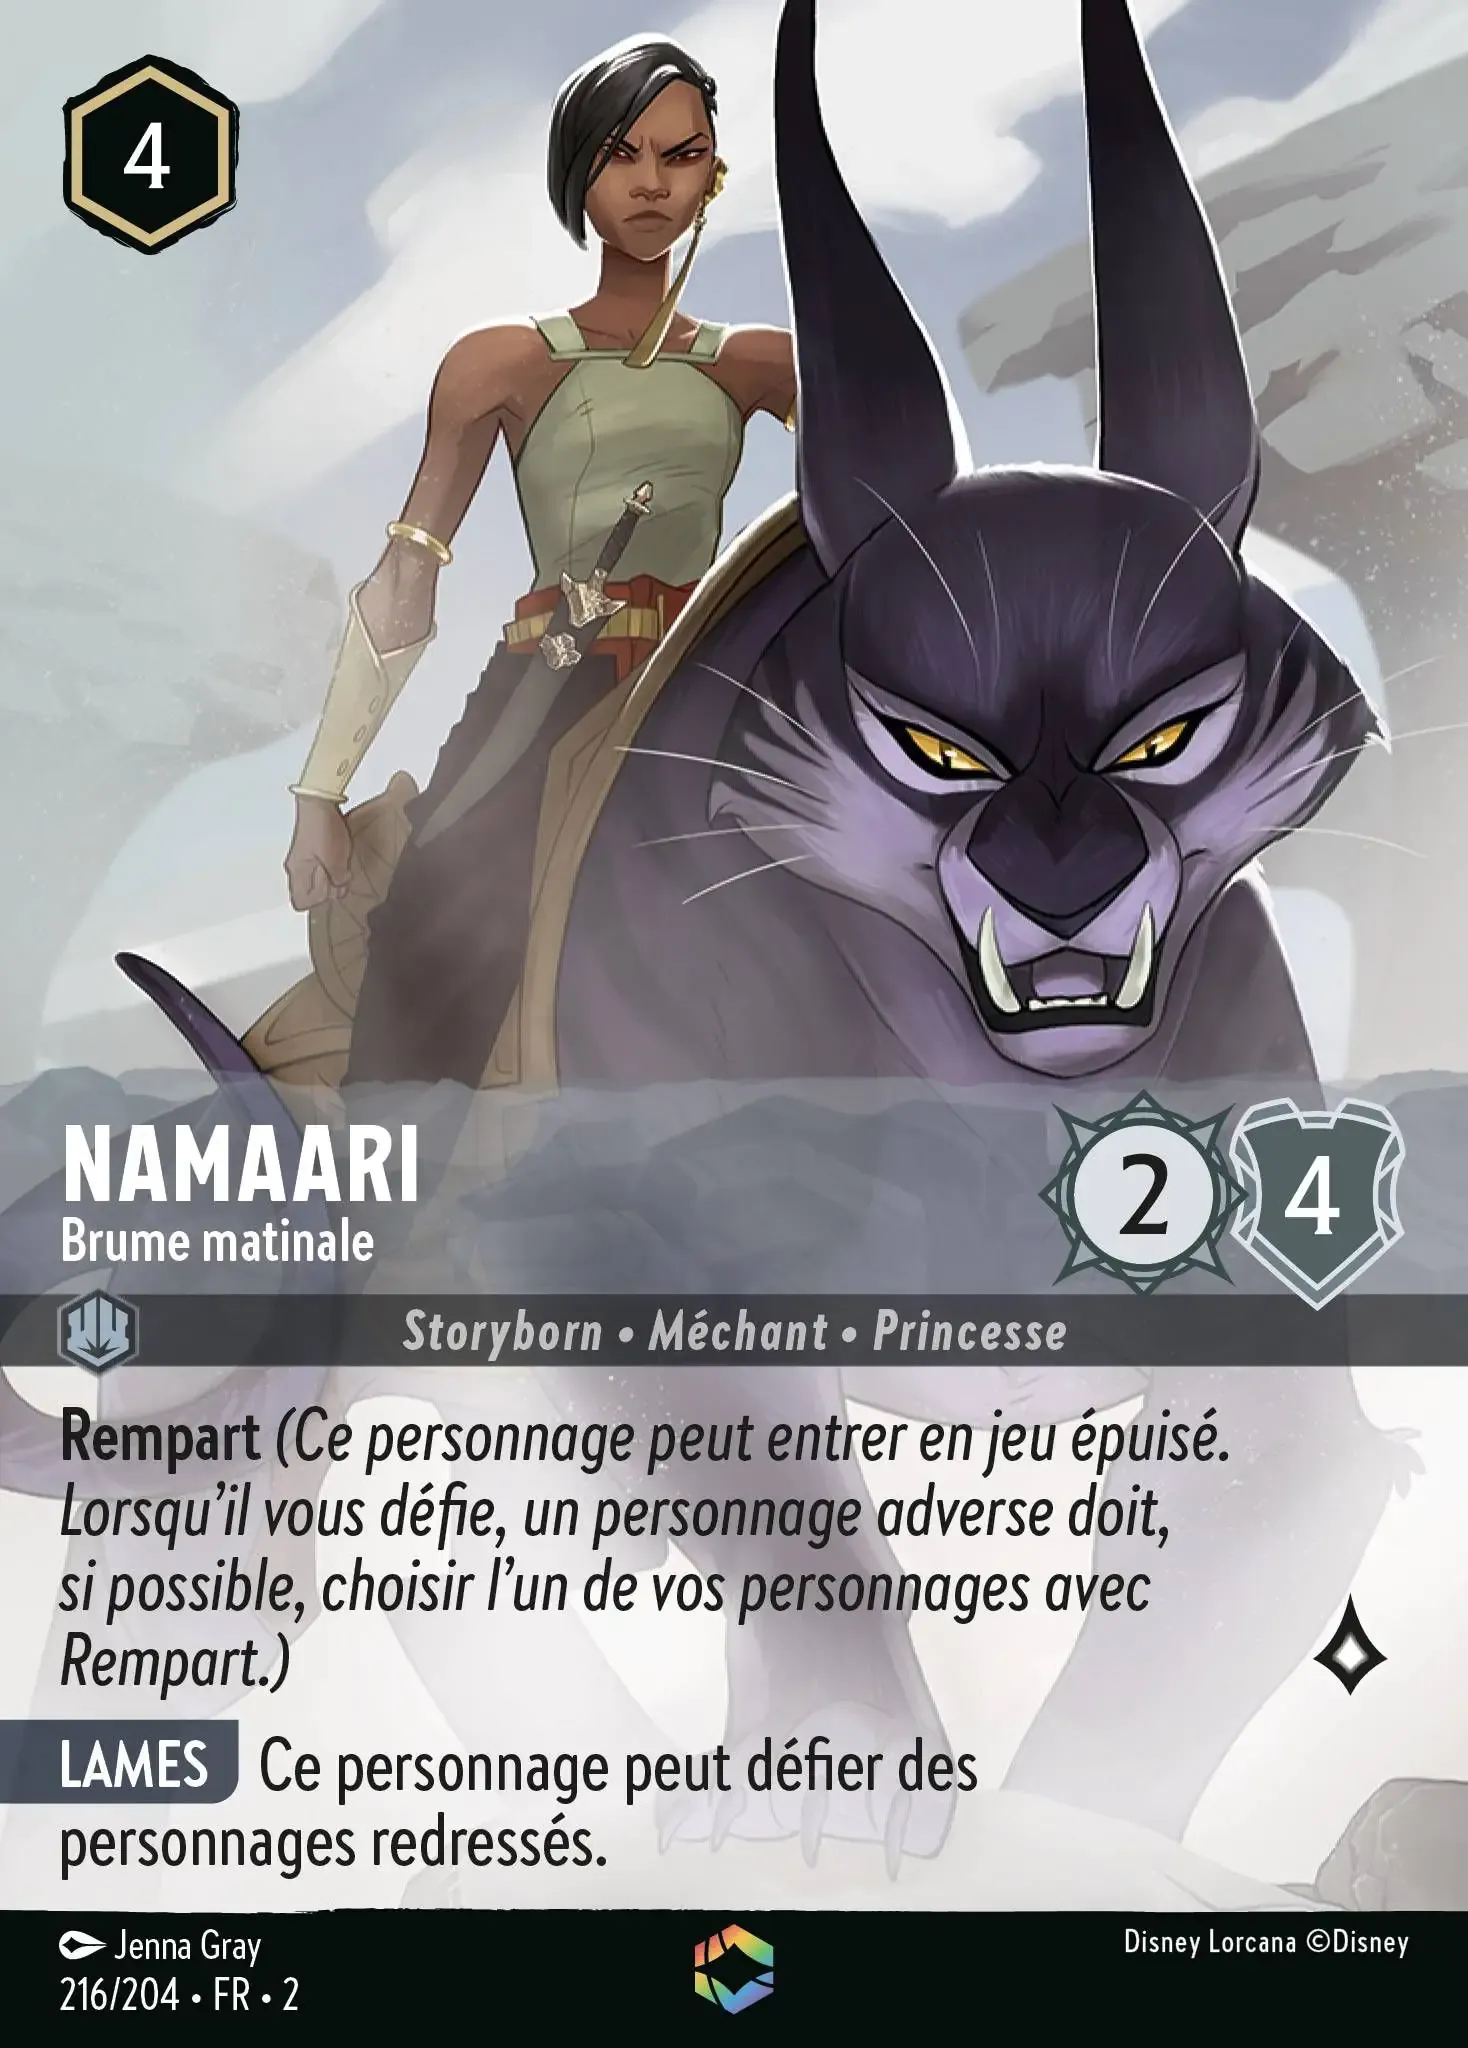 4
NAMAARI
Brume matinale
2
4
Storyborn • Méchant • Princesse
Rempart (Ce personnage peut entrer en jeu épuisé.
Lorsqu’il vous défie, un personnage adverse doit,
si possible, choisir l’un de vos personnages avec
Rempart.)
LAMES Ce personnage peut défier des
personnages redressés.
Jenna Gray
216/204 • FR • 2
Disney Lorcana ©Disney